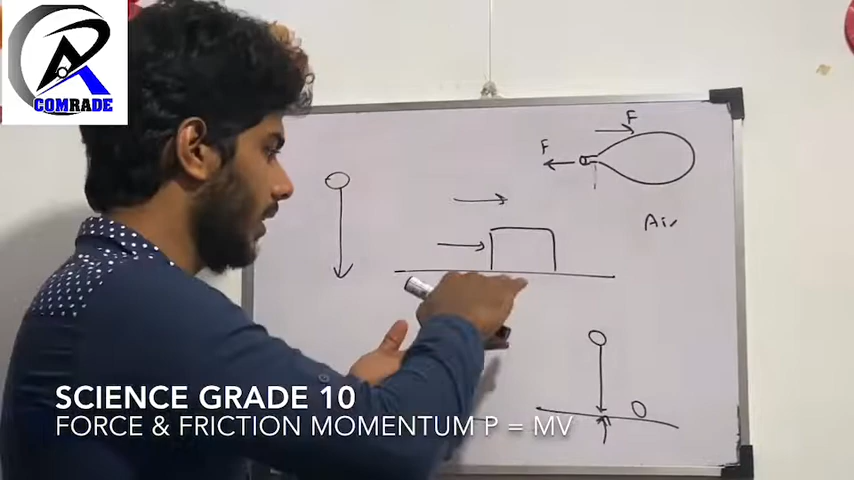 COMRADE
F
F
Air
SCIENCE GRADE 10
FORCE & FRICTION MOMENTUM P = MV